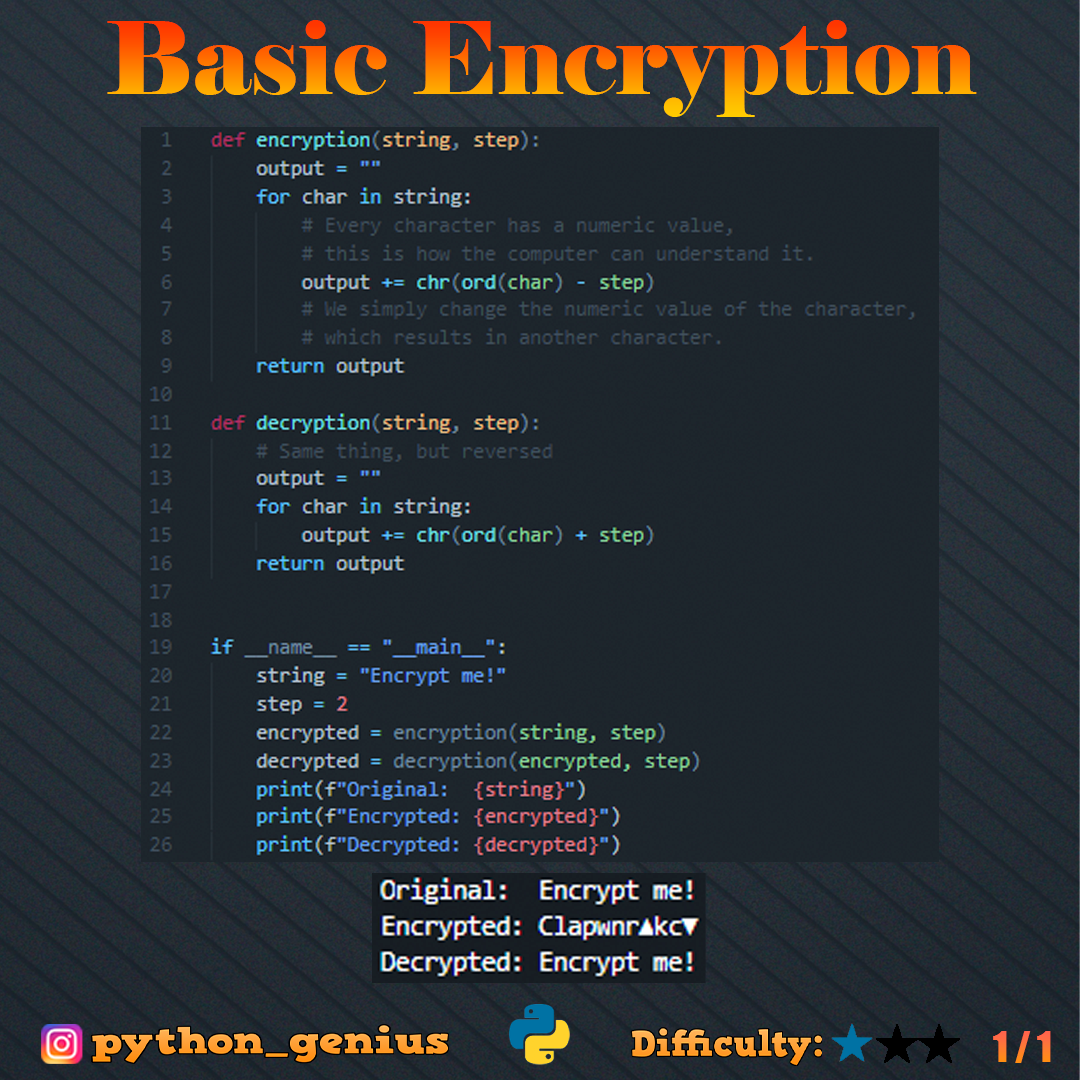 Basic Encryption
1 def encryption(string, step):
2     output = ""
3     for char in string:
4         # Every character has a numeric value,
5         # this is how the computer can understand it.
6         output += chr(ord(char) - step)
7         # We simply change the numeric value of the character,
8         # which results in another character.
9     return output
10
11 def decryption(string, step):
12     # Same thing, but reversed
13     output = ""
14     for char in string:
15         output += chr(ord(char) + step)
16     return output
17
18
19 if __name__ == "__main__":
20     string = "Encrypt me!"
21     step = 2
22     encrypted = encryption(string, step)
23     decrypted = decryption(encrypted, step)
24     print(f"Original:  {string}")
25     print(f"Encrypted: {encrypted}")
26     print(f"Decrypted: {decrypted}")
Original:  Encrypt me!
Encrypted: Clapwnr▲kc▼
Decrypted: Encrypt me!
python_genius
Difficulty: ★★★ 1/1